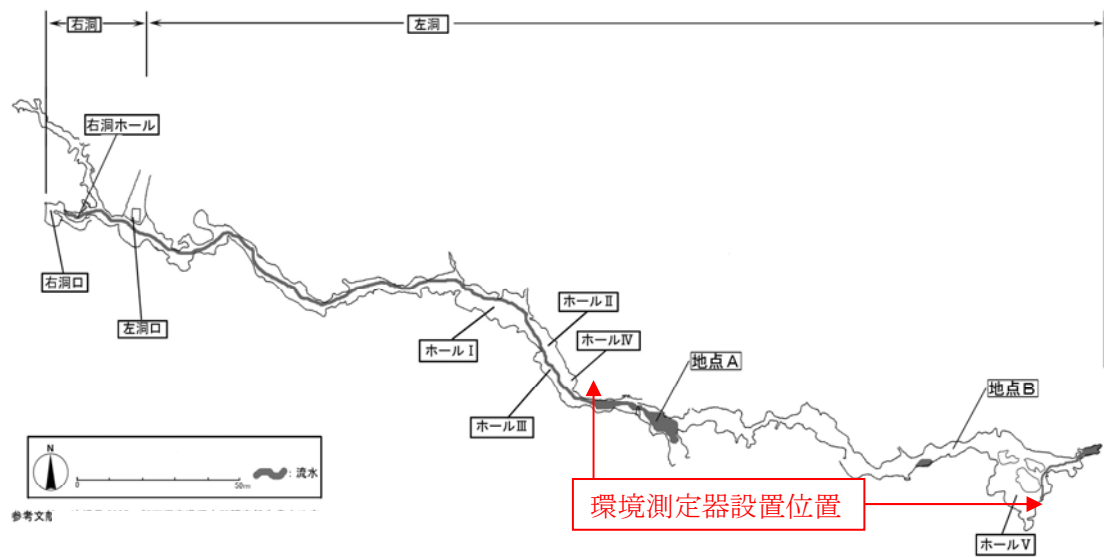 右洞
左洞
右洞ホール
右洞口
左洞口
ホールⅠ
ホールⅡ
ホールⅣ
ホールⅢ
地点A
地点B
環境測定器設置位置
ホールⅤ
N
0
50m
:流水
参考文献